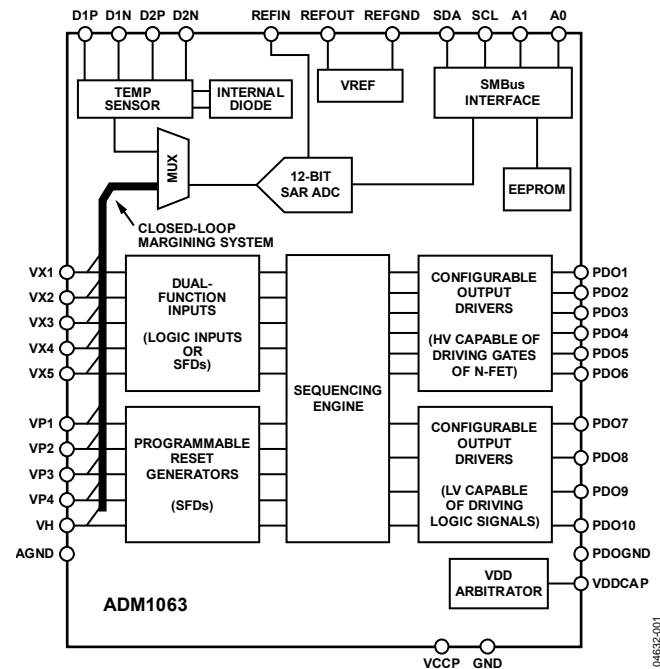 D1P D1N D2P D2N REFIN REFOUT REFGND SDA SCL A1 A0
TEMP
SENSOR
INTERNAL
DIODE
VREF
SMBus
INTERFACE
MUX
12-BIT
SAR ADC
EEPROM
CLOSED-LOOP
MARGINING SYSTEM
VX1
VX2
VX3
VX4
VX5
DUAL-
FUNCTION
INPUTS
(LOGIC INPUTS
OR
SFDs)
SEQUENCING
ENGINE
CONFIGURABLE
OUTPUT
DRIVERS
(HV CAPABLE OF
DRIVING GATES
OF N-FET)
PDO1
PDO2
PDO3
PDO4
PDO5
PDO6
VP1
VP2
VP3
VP4
VH
AGND
PROGRAMMABLE
RESET
GENERATORS
(SFDs)
CONFIGURABLE
OUTPUT
DRIVERS
(LV CAPABLE
OF DRIVING
LOGIC SIGNALS)
PDO7
PDO8
PDO9
PDO10
PDOGND
VDD
ARBITRATOR
VDDCAP
ADM1063
VCCP GND
04632-001